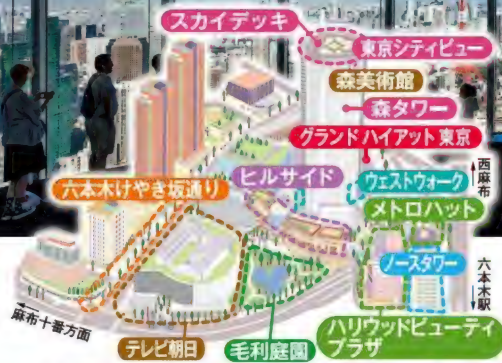 スカイデッキ
東京シティビュー
森美術館
森タワー
グランド ハイアット 東京
西麻布
六本木けやき坂通り
ヒルサイド
ウェストウォーク
メトロハット
ノースタワー
六本木駅
麻布十番方面
テレビ朝日
毛利庭園
ハリウッドビューティ
プラザ